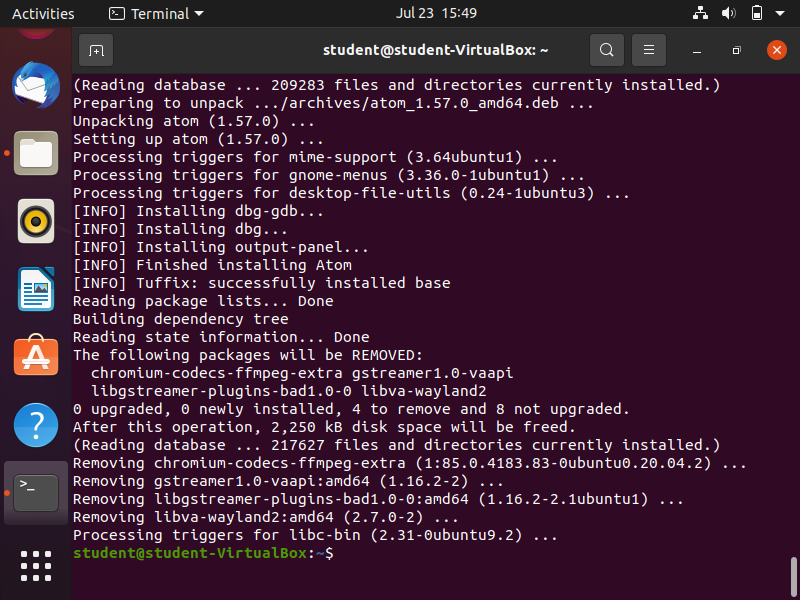 Activities
Terminal
Jul 23 15:49
student@student-VirtualBox: ~
(Reading database ... 209283 files and directories currently installed.)
Preparing to unpack .../archives/atom_1.57.0_amd64.deb ...
Unpacking atom (1.57.0) ...
Setting up atom (1.57.0) ...
Processing triggers for mime-support (3.64ubuntu1) ...
Processing triggers for gnome-menus (3.36.0-1ubuntu1) ...
Processing triggers for desktop-file-utils (0.24-1ubuntu3) ...
[INFO] Installing dbg-gdb...
[INFO] Installing dbg...
[INFO] Installing output-panel...
[INFO] Finished installing Atom
[INFO] Tuffix: successfully installed base
Reading package lists... Done
Building dependency tree
Reading state information... Done
The following packages will be REMOVED:
  chromium-codecs-ffmpeg-extra gstreamer1.0-vaapi
  libgstreamer-plugins-bad1.0-0 libva-wayland2
0 upgraded, 0 newly installed, 4 to remove and 8 not upgraded.
After this operation, 2,250 kB disk space will be freed.
(Reading database ... 217627 files and directories currently installed.)
Removing chromium-codecs-ffmpeg-extra (1:85.0.4183.83-0ubuntu0.20.04.2) ...
Removing gstreamer1.0-vaapi:amd64 (1.16.2-2) ...
Removing libgstreamer-plugins-bad1.0-0:amd64 (1.16.2-2.1ubuntu1) ...
Removing libva-wayland2:amd64 (2.7.0-2) ...
Processing triggers for libc-bin (2.31-0ubuntu9.2) ...
student@student-VirtualBox:~$